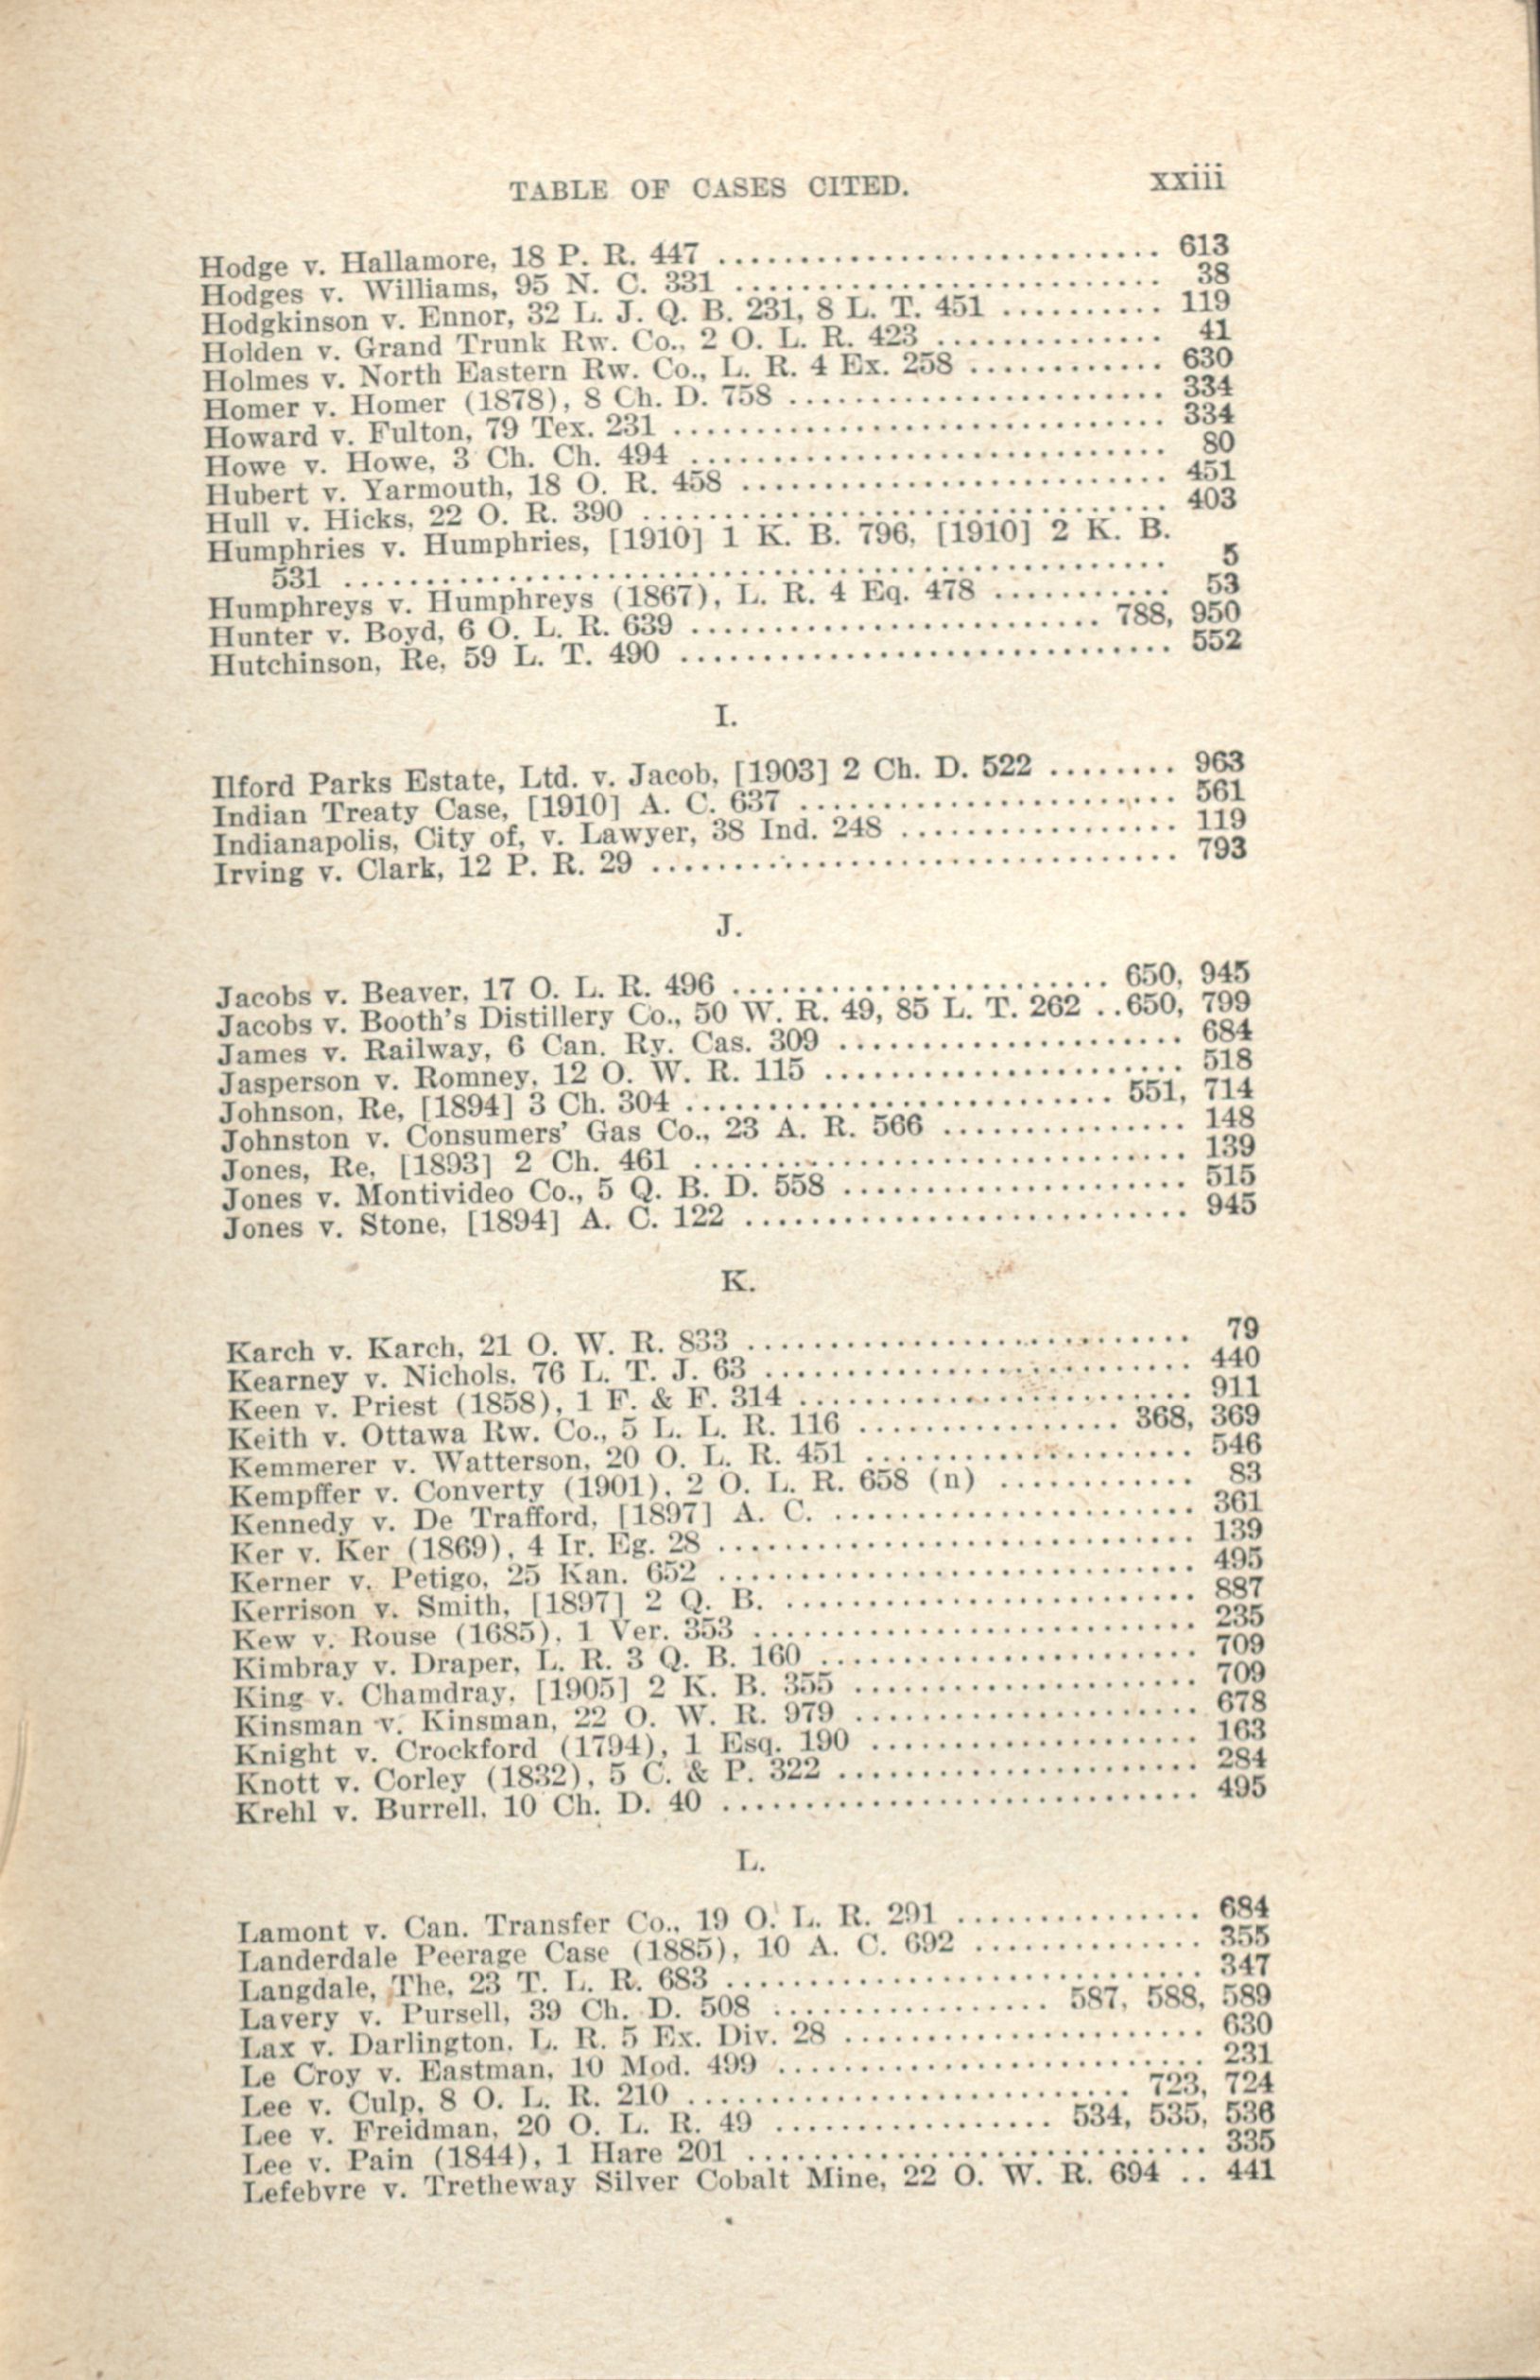 TABLE OF CASES CITED. xxiii
Hodge v. Hallamore, 18 P. R. 447 .......... 613
Hodges v. Williams, 95 N. C. 331 .......... 38
Hodgkinson v. Ennor, 32 L. J. Q. B. 231, 8 L. T. 451 .......... 119
Holden v. Grand Trunk Rw. Co., 2 O. L. R. 423 .......... 41
Holmes v. North Eastern Rw. Co., L. R. 4 Ex. 258 .......... 630
Homer v. Homer (1878), 8 Ch. D. 758 .......... 334
Howard v. Fulton, 79 Tex. 231 .......... 334
Howe v. Howe, 3 Ch. Ch. 494 .......... 80
Hubert v. Yarmouth, 18 O. R. 458 .......... 451
Hull v. Hicks, 22 O. R. 390 .......... 403
Humphries v. Humphries, [1910] 1 K. B. 796, [1910] 2 K. B.
531 .......... 5
Humphreys v. Humphreys (1867), L. R. 4 Eq. 478 .......... 53
Hunter v. Boyd, 6 O. L. R. 639 .......... 788, 950
Hutchinson, Re, 59 L. T. 490 .......... 552
I.
Ilford Parks Estate, Ltd. v. Jacob, [1903] 2 Ch. D. 522 .......... 963
Indian Treaty Case, [1910] A. C. 637 .......... 561
Indianapolis, City of, v. Lawyer, 38 Ind. 248 .......... 119
Irving v. Clark, 12 P. R. 29 .......... 793
J.
Jacobs v. Beaver, 17 O. L. R. 496 .......... 650, 945
Jacobs v. Booth's Distillery Co., 50 W. R. 49, 85 L. T. 262 ..650, 799
James v. Railway, 6 Can. Ry. Cas. 309 .......... 684
Jasperson v. Romney, 12 O. W. R. 115 .......... 518
Johnson, Re, [1894] 3 Ch. 304 .......... 551, 714
Johnston v. Consumers' Gas Co., 23 A. R. 566 .......... 148
Jones, Re, [1893] 2 Ch. 461 .......... 139
Jones v. Montivideo Co., 5 Q. B. D. 558 .......... 515
Jones v. Stone, [1894] A. C. 122 .......... 945
K.
Karch v. Karch, 21 O. W. R. 833 .......... 79
Kearney v. Nichols, 76 L. T. J. 63 .......... 440
Keen v. Priest (1858), 1 F. & F. 314 .......... 911
Keith v. Ottawa Rw. Co., 5 L. L. R. 116 .......... 368, 369
Kemmerer v. Watterson, 20 O. L. R. 451 .......... 546
Kempffer v. Converty (1901), 2 O. L. R. 658 (n) .......... 83
Kennedy v. De Trafford, [1897] A. C. .......... 361
Ker v. Ker (1869), 4 Ir. Eg. 28 .......... 139
Kerner v. Petigo, 25 Kan. 652 .......... 495
Kerrison v. Smith, [1897] 2 Q. B. .......... 887
Kew v. Rouse (1685), 1 Ver. 353 .......... 235
Kimbray v. Draper, L. R. 3 Q. B. 160 .......... 709
King v. Chamdray, [1905] 2 K. B. 355 .......... 709
Kinsman v. Kinsman, 22 O. W. R. 979 .......... 678
Knight v. Crockford (1794), 1 Esq. 190 .......... 163
Knott v. Corley (1832), 5 C. & P. 322 .......... 284
Krehl v. Burrell, 10 Ch. D. 40 .......... 495
L.
Lamont v. Can. Transfer Co., 19 O. L. R. 291 .......... 684
Landerdale Peerage Case (1885), 10 A. C. 692 .......... 355
Langdale, The, 23 T. L. R. 683 .......... 347
Lavery v. Pursell, 39 Ch. D. 508 .......... 587, 588, 589
Lax v. Darlington, L. R. 5 Ex. Div. 28 .......... 630
Le Croy v. Eastman, 10 Mod. 499 .......... 231
Lee v. Culp, 8 O. L. R. 210 .......... 723, 724
Lee v. Freidman, 20 O. L. R. 49 .......... 534, 535, 536
Lee v. Pain (1844), 1 Hare 201 .......... 335
Lefebvre v. Tretheway Silver Cobalt Mine, 22 O. W. R. 694 .. 441